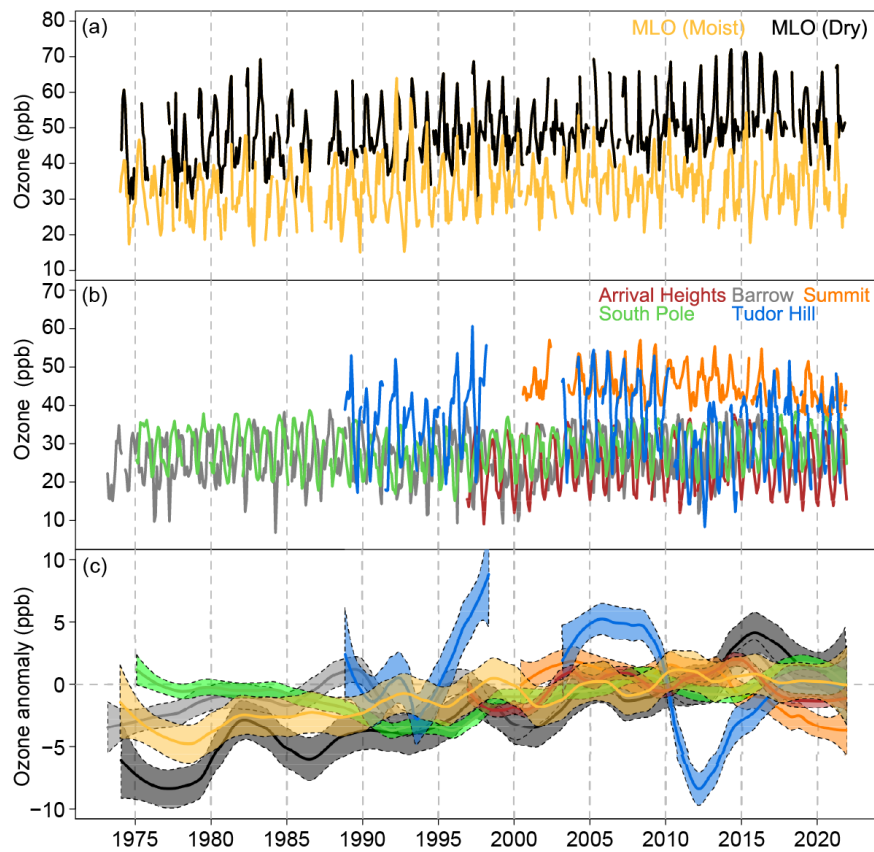 (a) MLO (Moist) MLO (Dry)
80
70
60
50
40
30
20
10
Ozone (ppb)
(b) Arrival Heights Barrow Summit
South Pole Tudor Hill
70
60
50
40
30
20
10
Ozone (ppb)
(c)
10
5
0
−5
−10
Ozone anomaly (ppb)
1975 1980 1985 1990 1995 2000 2005 2010 2015 2020